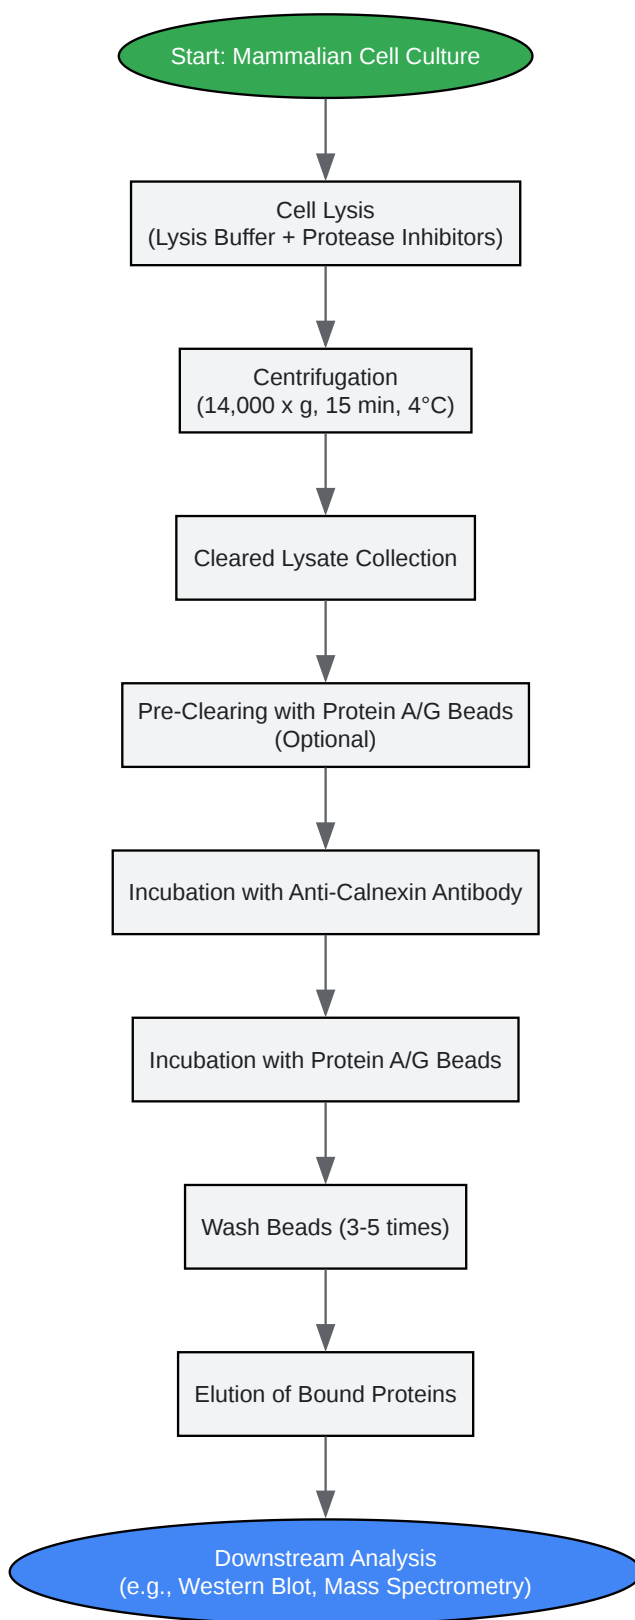 Start: Mammalian Cell Culture
Cell Lysis
(Lysis Buffer + Protease Inhibitors)
Centrifugation
(14,000 x g, 15 min, 4°C)
Cleared Lysate Collection
Pre-Clearing with Protein A/G Beads
(Optional)
Incubation with Anti-Calnexin Antibody
Incubation with Protein A/G Beads
Wash Beads (3-5 times)
Elution of Bound Proteins
Downstream Analysis
(e.g., Western Blot, Mass Spectrometry)